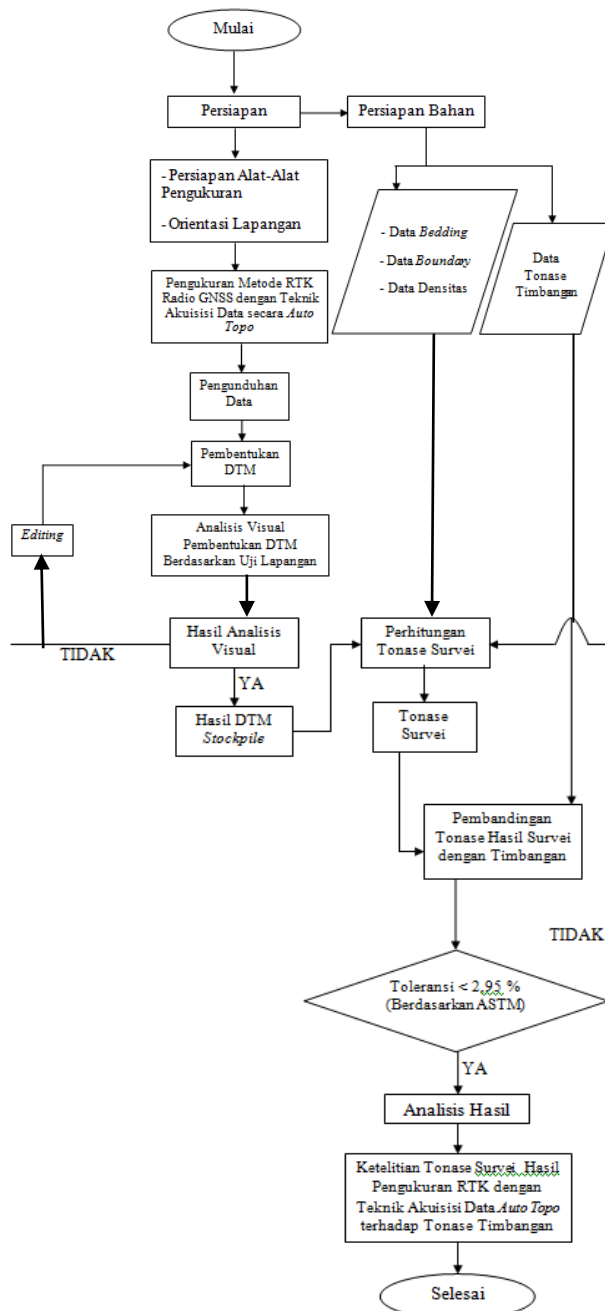 Mulai
Persiapan
Persiapan Bahan
- Persiapan Alat-Alat
Pengukuran
- Orientasi Lapangan
- Data Bedding
- Data Boundary
- Data Densitas
Data
Tonase
Timbangan
Pengukuran Metode RTK
Radio GNSS dengan Teknik
Akuisisi Data secara Auto
Topo
Pengunduhan
Data
Pembentukan
DTM
Editing
Analisis Visual
Pembentukan DTM
Berdasarkan Uji Lapangan
Hasil Analisis
Visual
TIDAK
YA
Perhitungan
Tonase Survei
Hasil DTM
Stockpile
Tonase
Survei
Pembandingan
Tonase Hasil Survei
dengan Timbangan
TIDAK
Toleransi < 2,95 %
(Berdasarkan ASTM)
YA
Analisis Hasil
Ketelitian Tonase Survei Hasil
Pengukuran RTK dengan
Teknik Akuisisi Data Auto Topo
terhadap Tonase Timbangan
Selesai